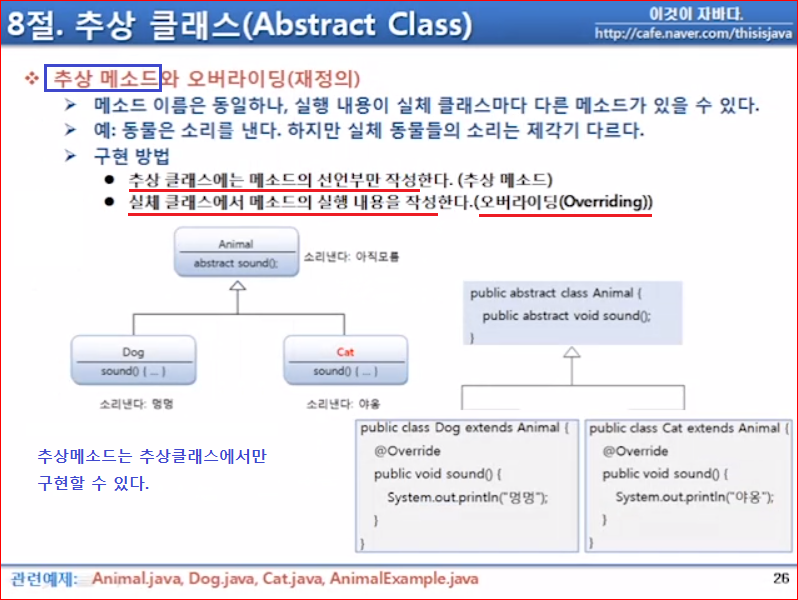 8절. 추상 클래스(Abstract Class)
이것이 자바다.
http://cafe.naver.com/thisisjava
❖ 추상 메소드와 오버라이딩(재정의)
➢ 메소드 이름은 동일하나, 실행 내용이 실체 클래스마다 다른 메소드가 있을 수 있다.
➢ 예: 동물은 소리를 낸다. 하지만 실체 동물들의 소리는 제각기 다르다.
➢ 구현 방법
● 추상 클래스에는 메소드의 선언부만 작성한다. (추상 메소드)
● 실체 클래스에서 메소드의 실행 내용을 작성한다.(오버라이딩(Overriding))
Animal
abstract sound();
소리낸다: 아직모름
Dog
sound() { ... }
소리낸다: 멍멍
Cat
sound() { ... }
소리낸다: 야옹
public abstract class Animal {
public abstract void sound();
}
public class Dog extends Animal {
@Override
public void sound() {
System.out.println("멍멍");
}
}
public class Cat extends Animal {
@Override
public void sound() {
System.out.println("야옹");
}
}
추상메소드는 추상클래스에서만
구현할 수 있다.
관련예제: Animal.java, Dog.java, Cat.java, AnimalExample.java
26